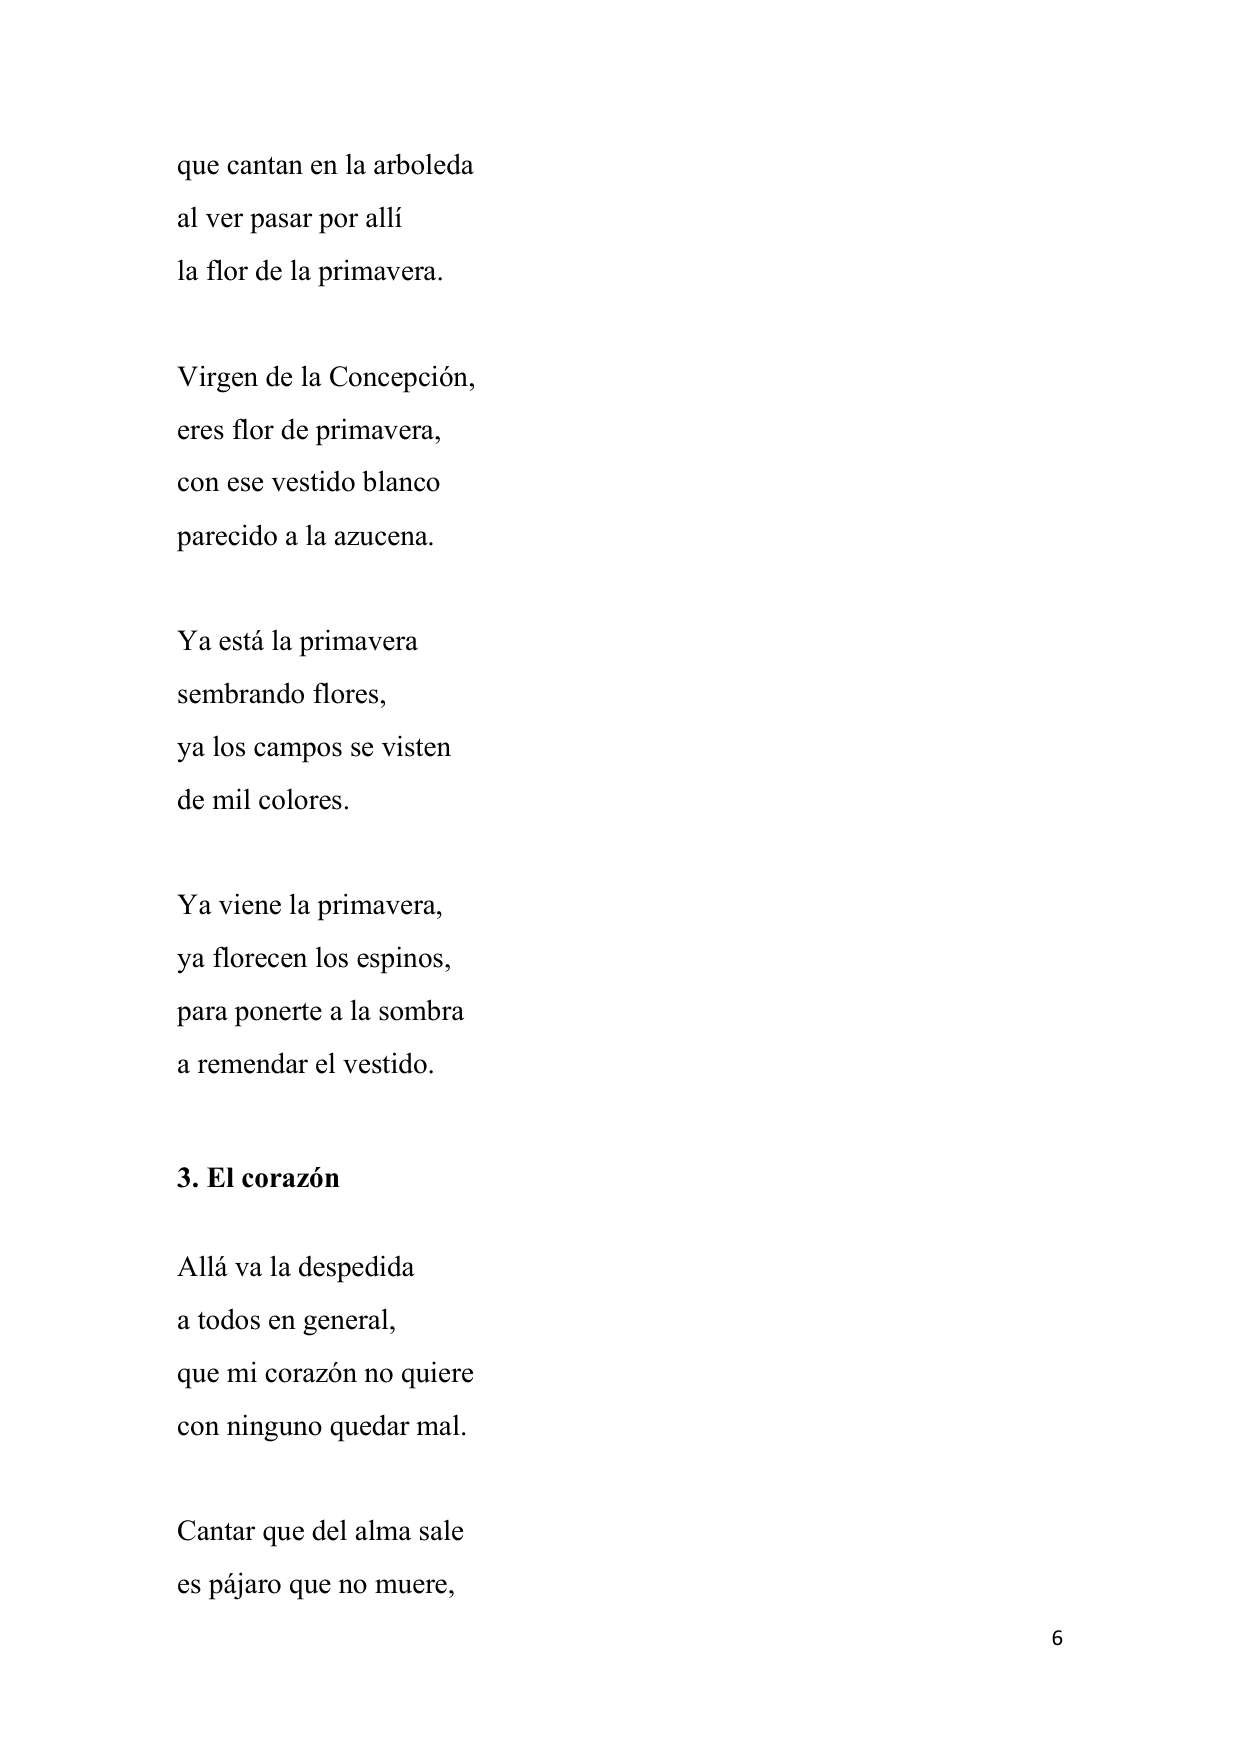 que cantan en la arboleda
al ver pasar por allí
la flor de la primavera.
Virgen de la Concepción,
eres flor de primavera,
con ese vestido blanco
parecido a la azucena.
Ya está la primavera
sembrando flores,
ya los campos se visten
de mil colores.
Ya viene la primavera,
ya florecen los espinos,
para ponerte a la sombra
a remendar el vestido.
3. El corazón
Allá va la despedida
a todos en general,
que mi corazón no quiere
con ninguno quedar mal.
Cantar que del alma sale
es pájaro que no muere,
6